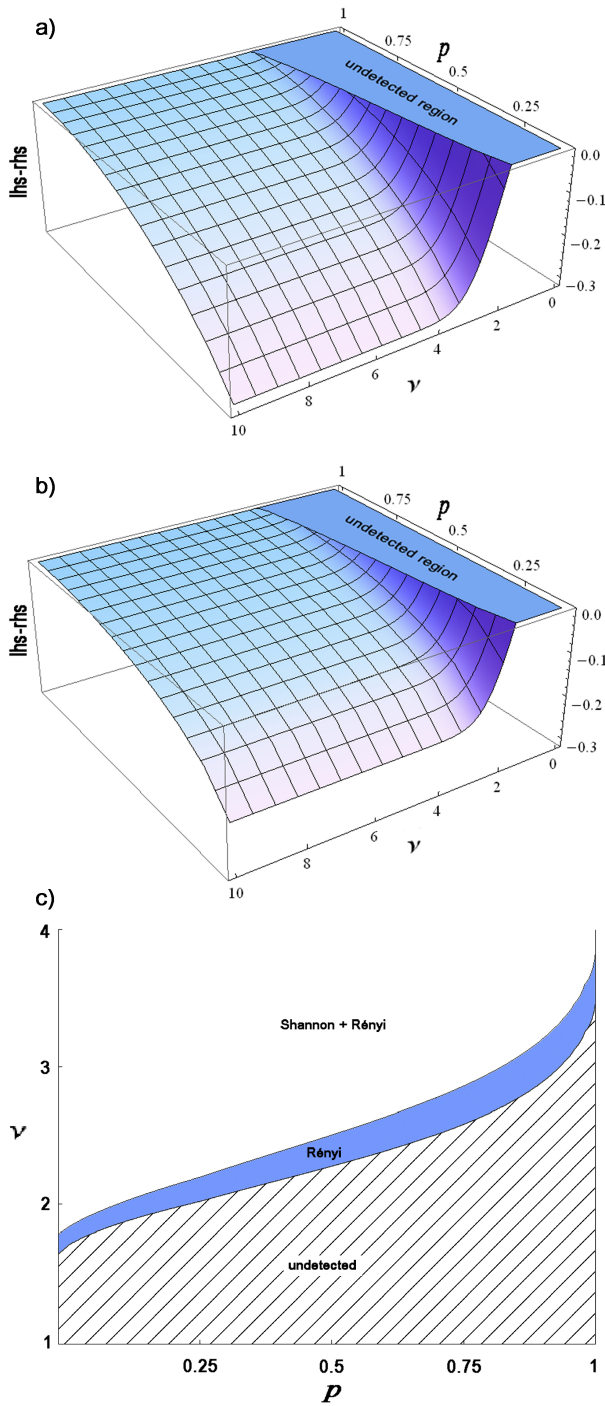 a)
1
0.75
p
0.5
0.25
undetected region
0.0
−0.1
−0.2
−0.3
lhs-rhs
0
2
4
6
8
10
ν
b)
1
0.75
p
0.5
0.25
undetected region
0.0
−0.1
−0.2
−0.3
lhs-rhs
0
2
4
6
8
10
ν
c)
4
Shannon + Rényi
3
ν
Rényi
2
undetected
1
0.25
0.5
0.75
1
p